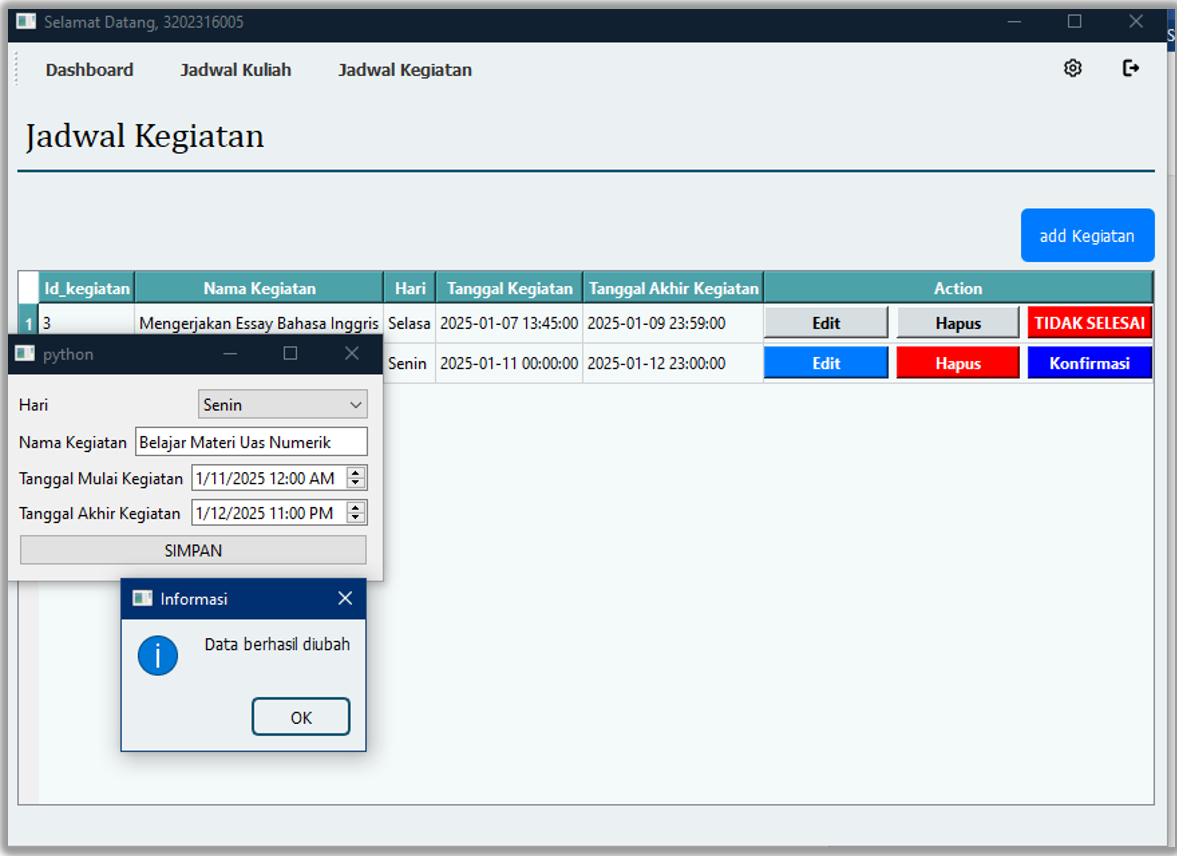 Selamat Datang, 3202316005
S
Dashboard Jadwal Kuliah Jadwal Kegiatan
Jadwal Kegiatan
add Kegiatan
Id_kegiatan Nama Kegiatan Hari Tanggal Kegiatan Tanggal Akhir Kegiatan Action
1 3 Mengerjakan Essay Bahasa Inggris Selasa 2025-01-07 13:45:00 2025-01-09 23:59:00 Edit Hapus TIDAK SELESAI
Senin 2025-01-11 00:00:00 2025-01-12 23:00:00 Edit Hapus Konfirmasi
python
Hari Senin
Nama Kegiatan Belajar Materi Uas Numerik
Tanggal Mulai Kegiatan 1/11/2025 12:00 AM
Tanggal Akhir Kegiatan 1/12/2025 11:00 PM
SIMPAN
Informasi
Data berhasil diubah
OK